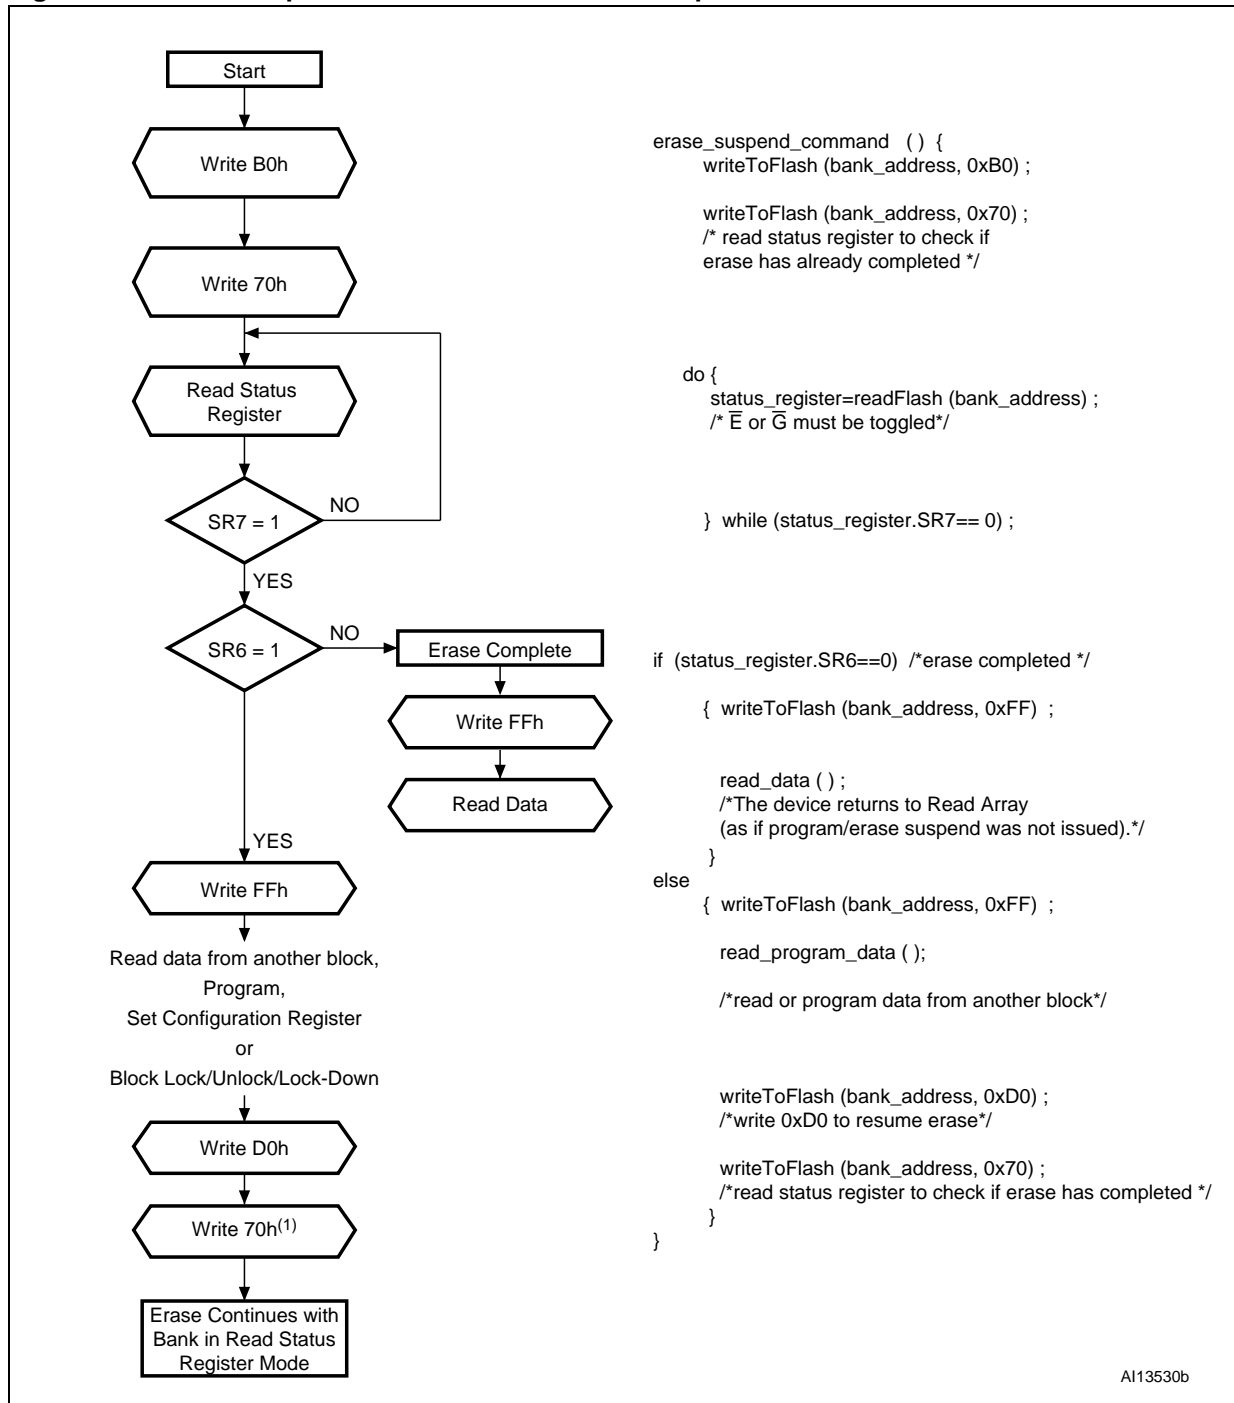 Start
Write B0h
Write 70h
Read Status
Register
NO
SR7 = 1
YES
NO
SR6 = 1
Erase Complete
Write FFh
Read Data
YES
Write FFh
Read data from another block,
Program,
Set Configuration Register
or
Block Lock/Unlock/Lock-Down
Write D0h
Write 70h(1)
Erase Continues with
Bank in Read Status
Register Mode
erase_suspend_command ( ) {
writeToFlash (bank_address, 0xB0) ;
writeToFlash (bank_address, 0x70) ;
/* read status register to check if
erase has already completed */
do {
status_register=readFlash (bank_address) ;
/* E̅ or G̅ must be toggled*/
} while (status_register.SR7== 0) ;
if (status_register.SR6==0) /*erase completed */
{ writeToFlash (bank_address, 0xFF) ;
read_data ( ) ;
/*The device returns to Read Array
(as if program/erase suspend was not issued).*/
}
else
{ writeToFlash (bank_address, 0xFF) ;
read_program_data ( );
/*read or program data from another block*/
writeToFlash (bank_address, 0xD0) ;
/*write 0xD0 to resume erase*/
writeToFlash (bank_address, 0x70) ;
/*read status register to check if erase has completed */
}
}
AI13530b